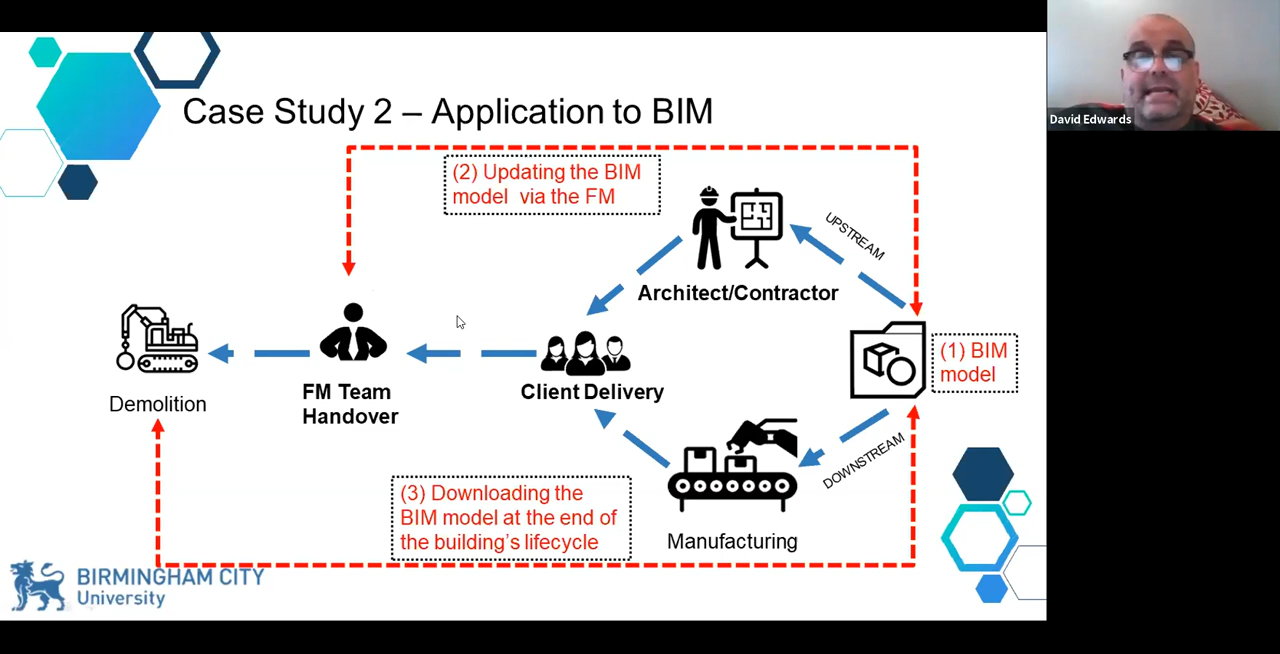 Case Study 2 – Application to BIM
David Edwards
(2) Updating the BIM
model via the FM
UPSTREAM
Architect/Contractor
(1) BIM
model
Client Delivery
FM Team
Handover
Demolition
DOWNSTREAM
(3) Downloading the
BIM model at the end of
the building's lifecycle
Manufacturing
BIRMINGHAM CITY
University